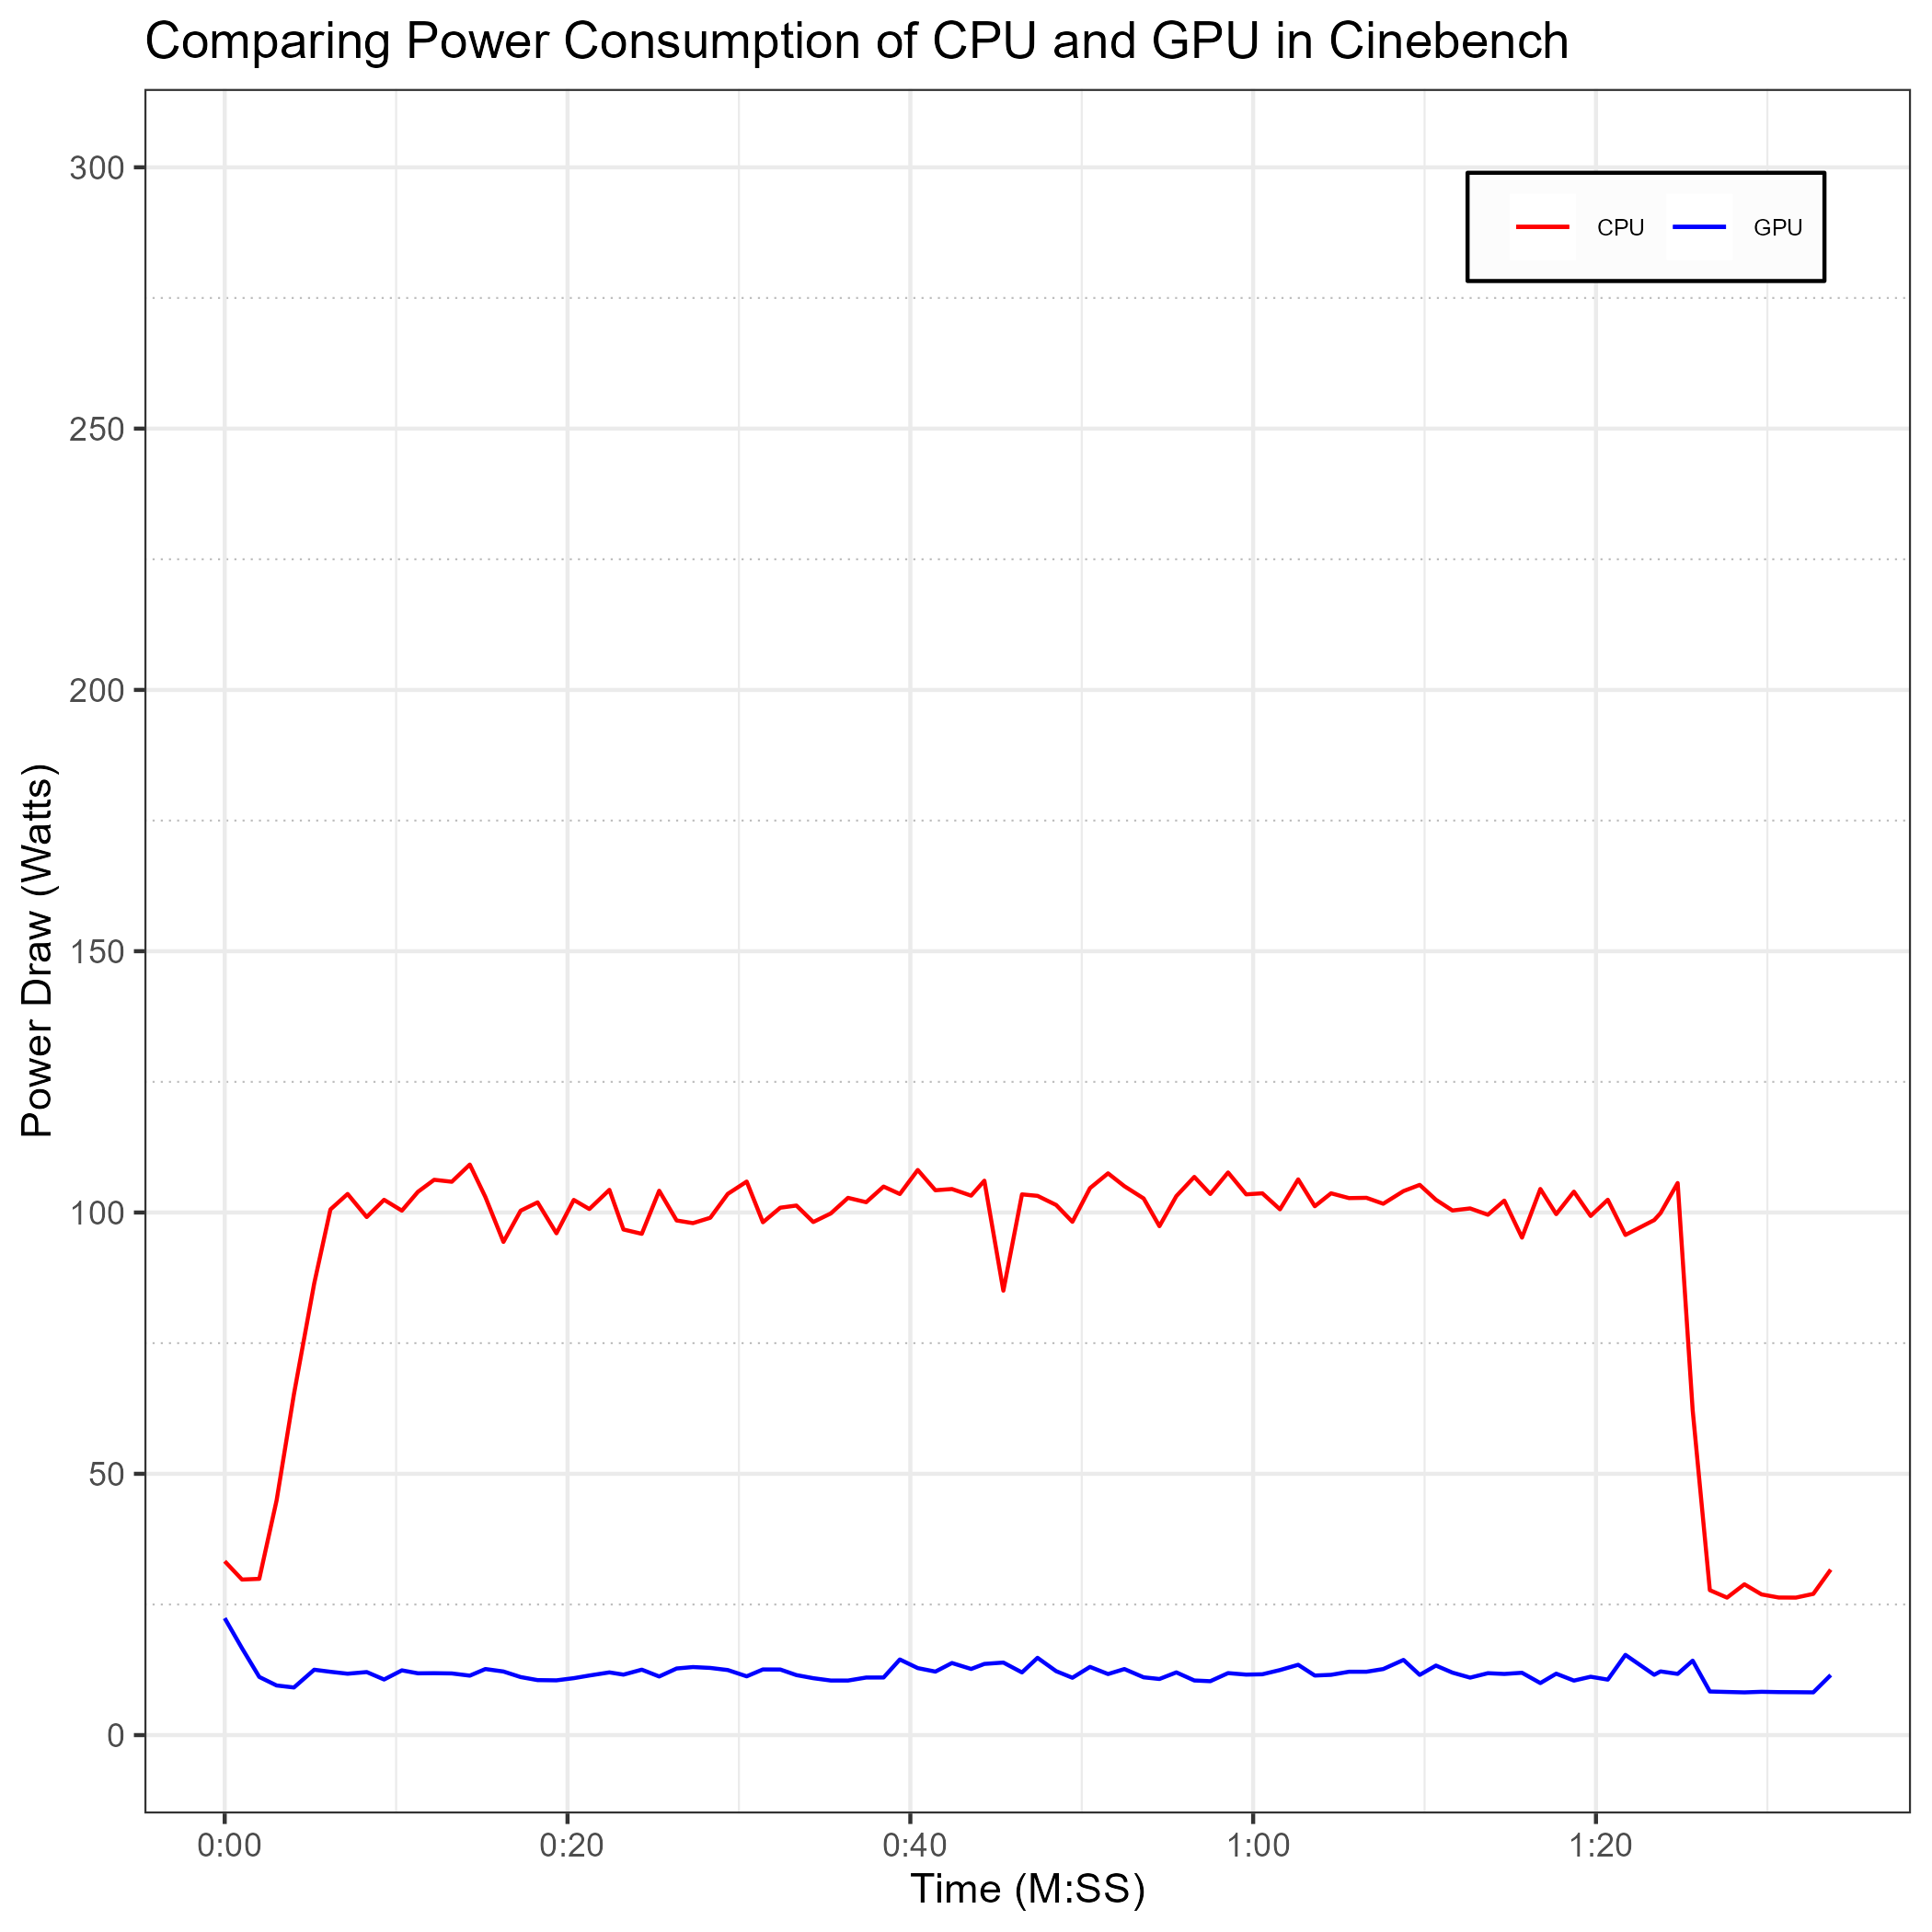 Comparing Power Consumption of CPU and GPU in Cinebench
300
CPU GPU
250
200
150
100
50
0
Power Draw (Watts)
0:00 0:20 0:40 1:00 1:20
Time (M:SS)